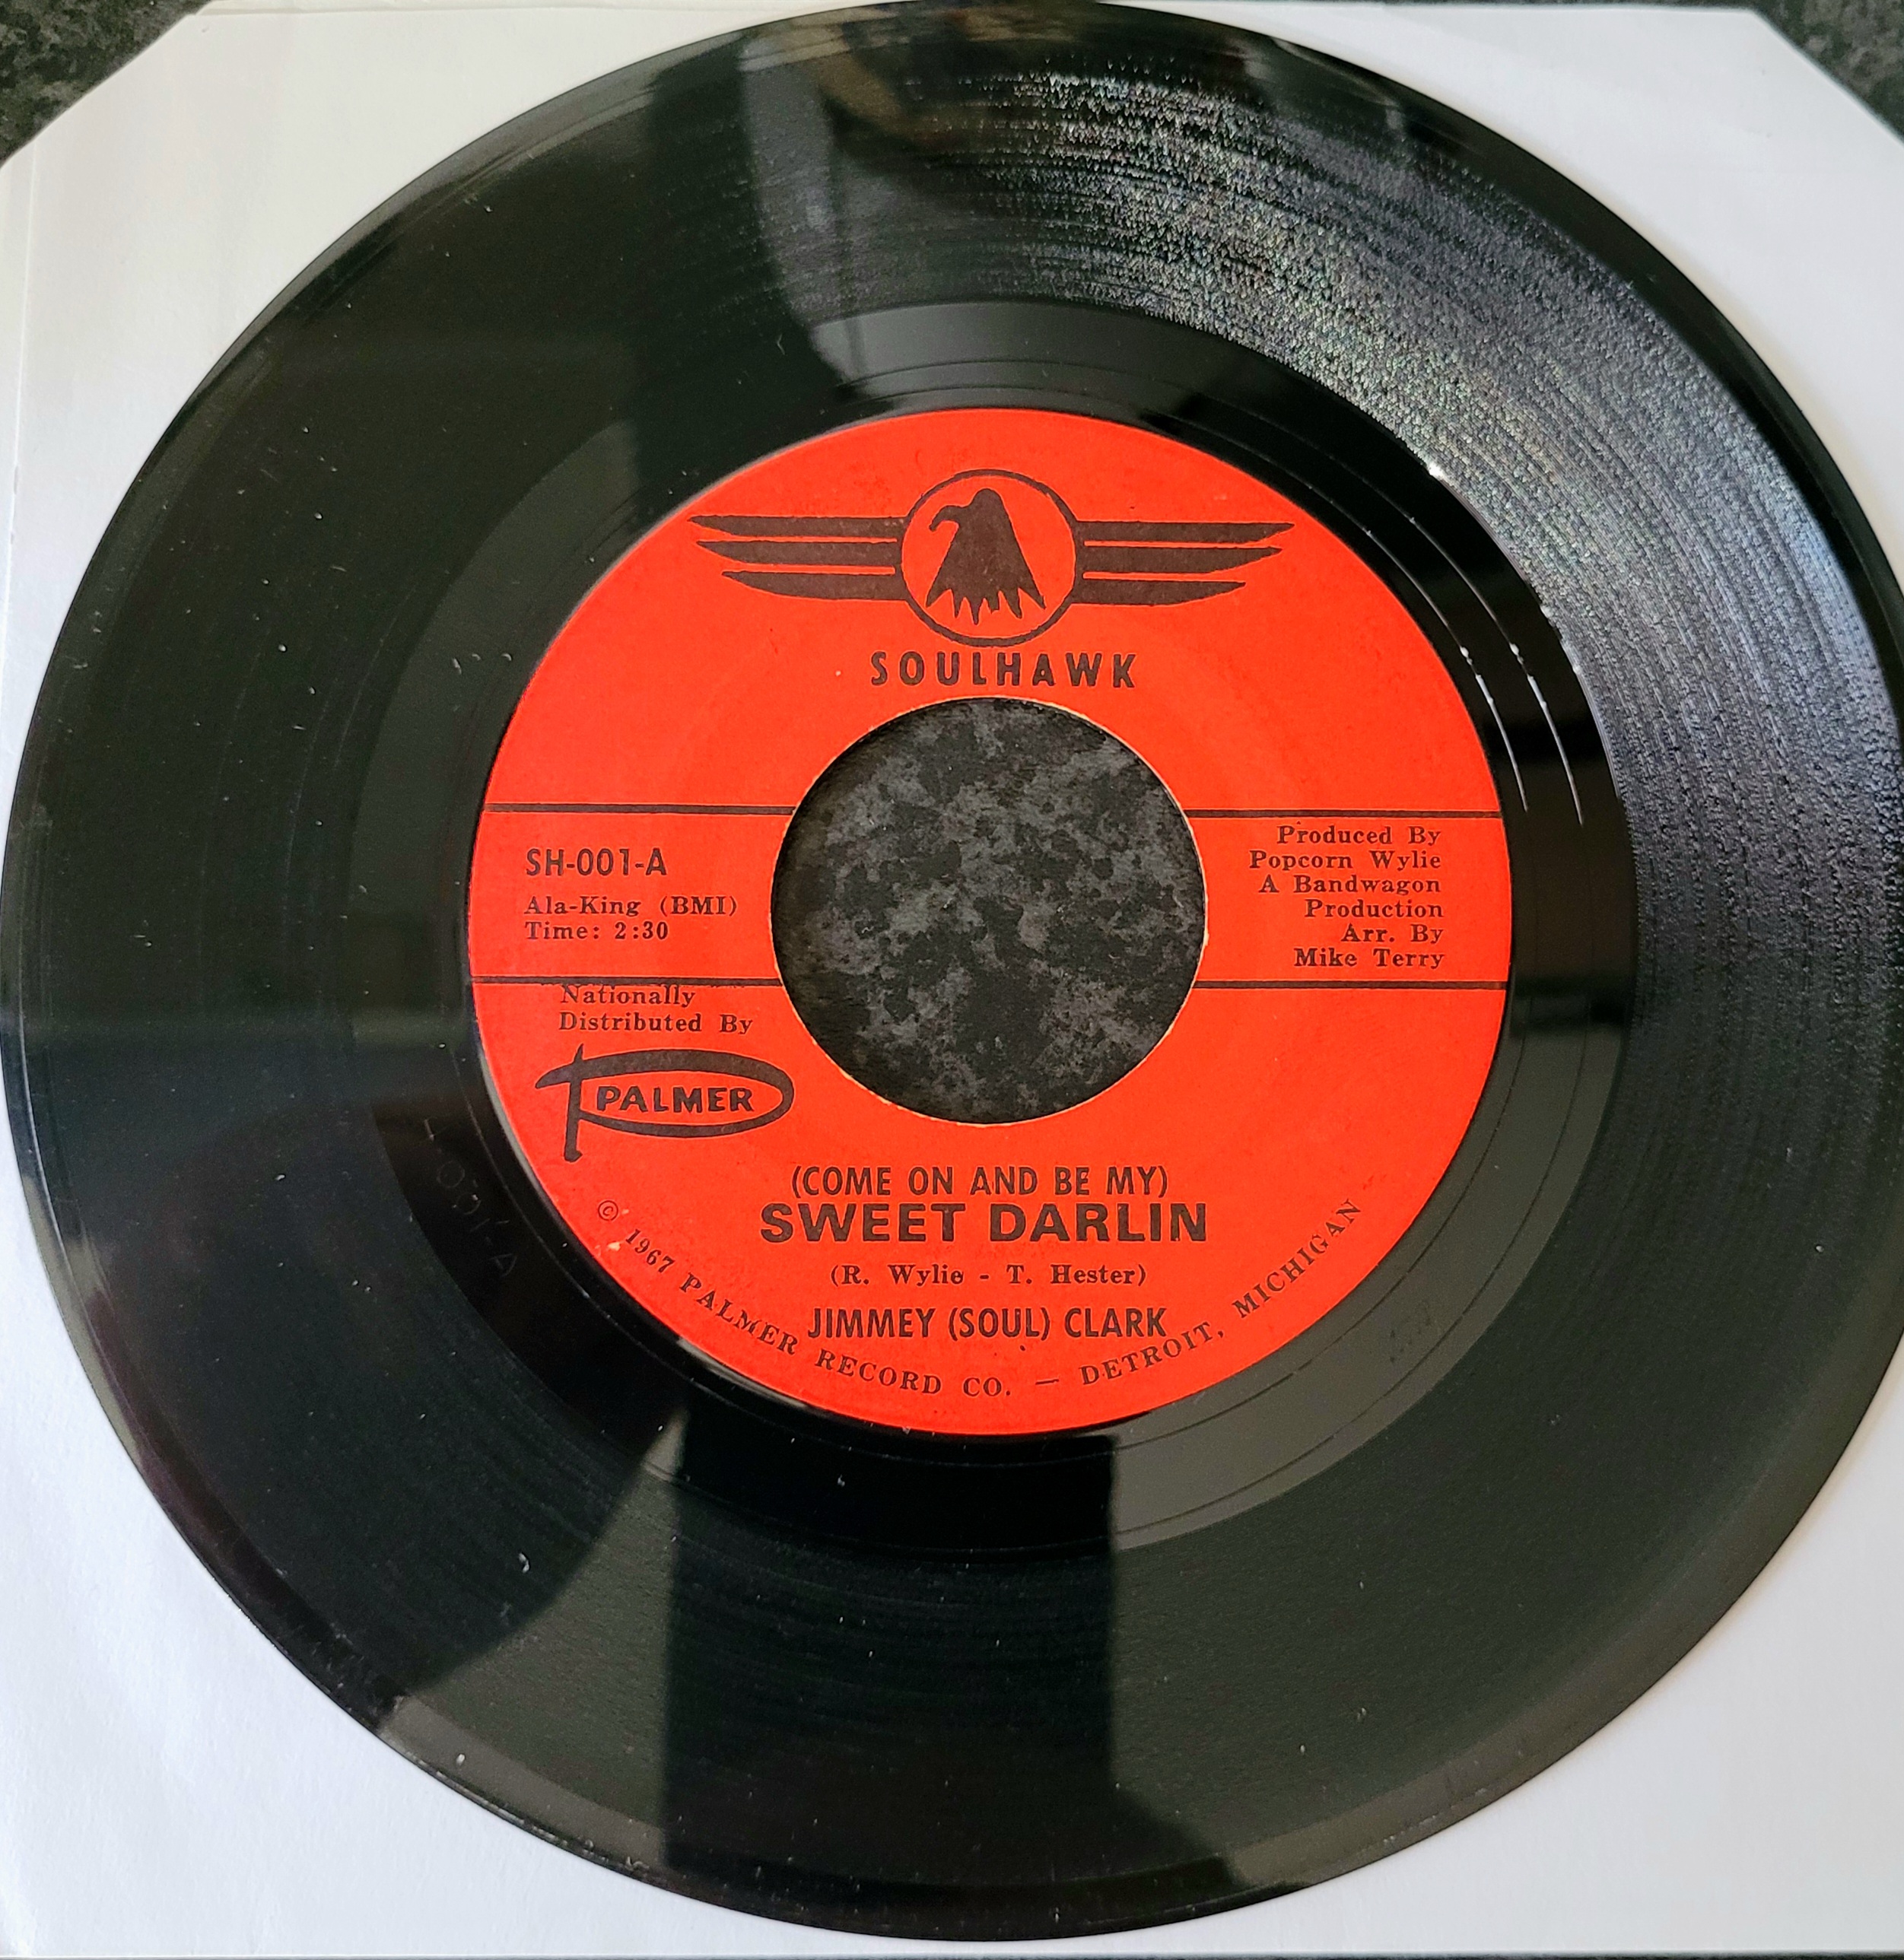 SOULHAWK
SH-001-A
Ala-King (BMI)
Time: 2:30
Produced By
Popcorn Wylie
A Bandwagon
Production
Arr. By
Mike Terry
Nationally
Distributed By
PALMER
(COME ON AND BE MY)
SWEET DARLIN
(R. Wylie - T. Hester)
JIMMEY (SOUL) CLARK
© 1967 PALMER RECORD CO. — DETROIT, MICHIGAN